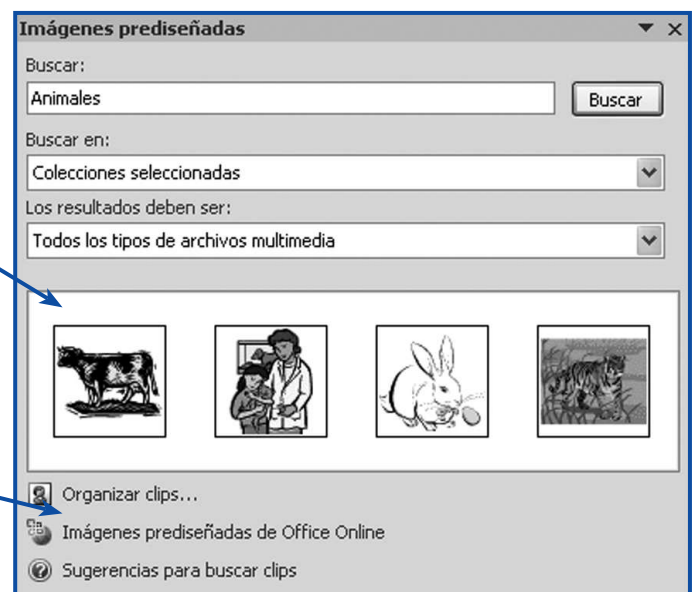 Imágenes prediseñadas
Buscar:
Animales
Buscar
Buscar en:
Colecciones seleccionadas
Los resultados deben ser:
Todos los tipos de archivos multimedia
Organizar clips...
Imágenes prediseñadas de Office Online
Sugerencias para buscar clips